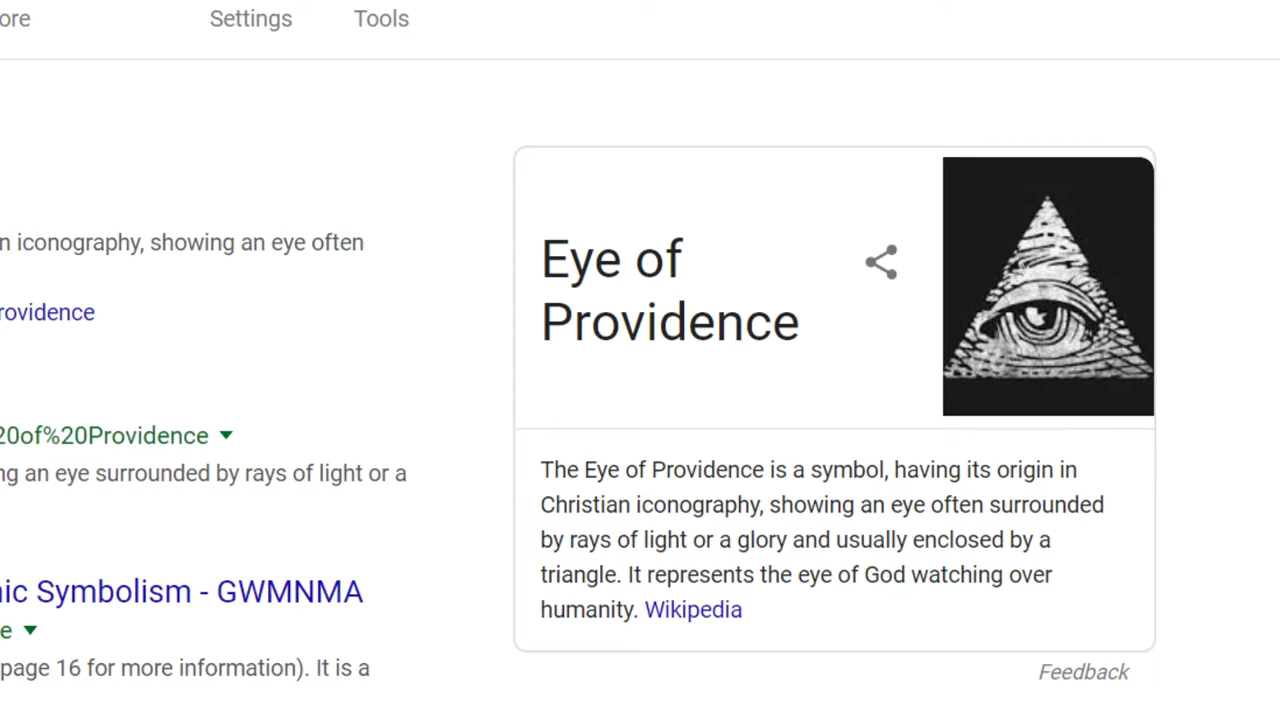 ore Settings Tools
n iconography, showing an eye often
rovidence
20of%20Providence
ng an eye surrounded by rays of light or a
nic Symbolism - GWMNMA
e
page 16 for more information). It is a
Eye of
Providence
The Eye of Providence is a symbol, having its origin in
Christian iconography, showing an eye often surrounded
by rays of light or a glory and usually enclosed by a
triangle. It represents the eye of God watching over
humanity. Wikipedia
Feedback